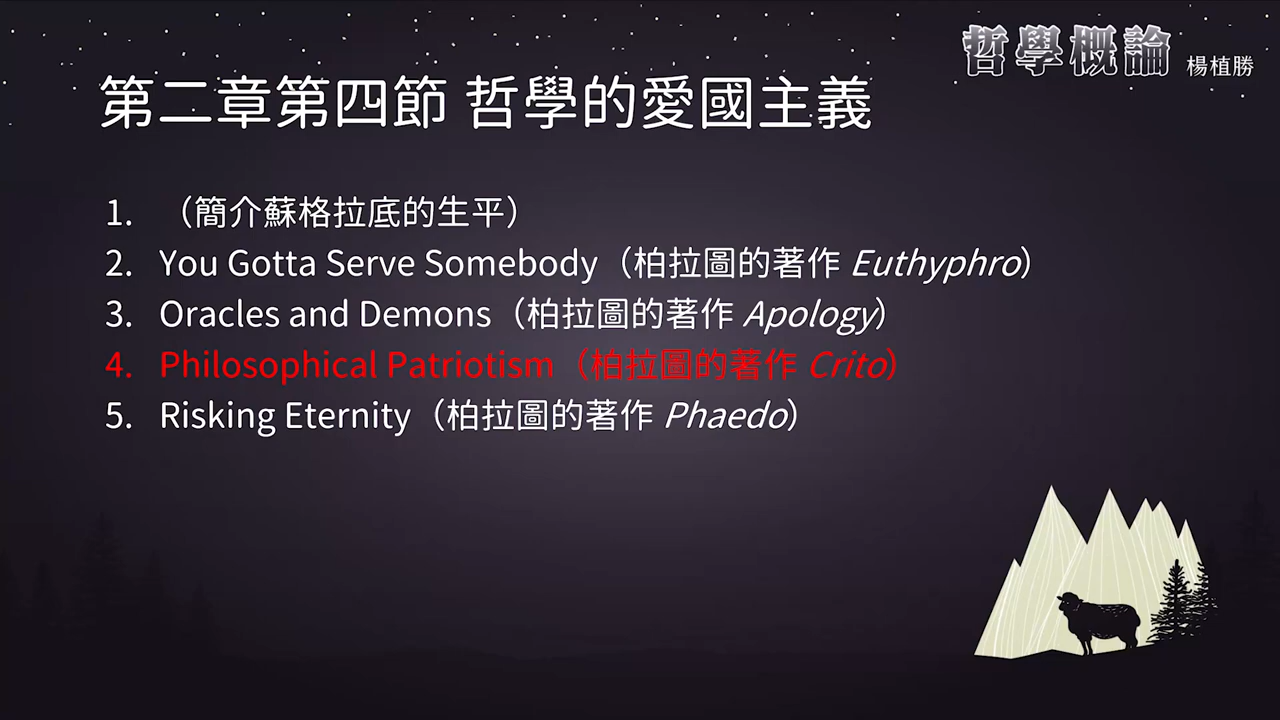 哲學概論 楊植勝
第二章第四節 哲學的愛國主義
1. （簡介蘇格拉底的生平）
2. You Gotta Serve Somebody（柏拉圖的著作 Euthyphro）
3. Oracles and Demons（柏拉圖的著作 Apology）
4. Philosophical Patriotism（柏拉圖的著作 Crito）
5. Risking Eternity（柏拉圖的著作 Phaedo）